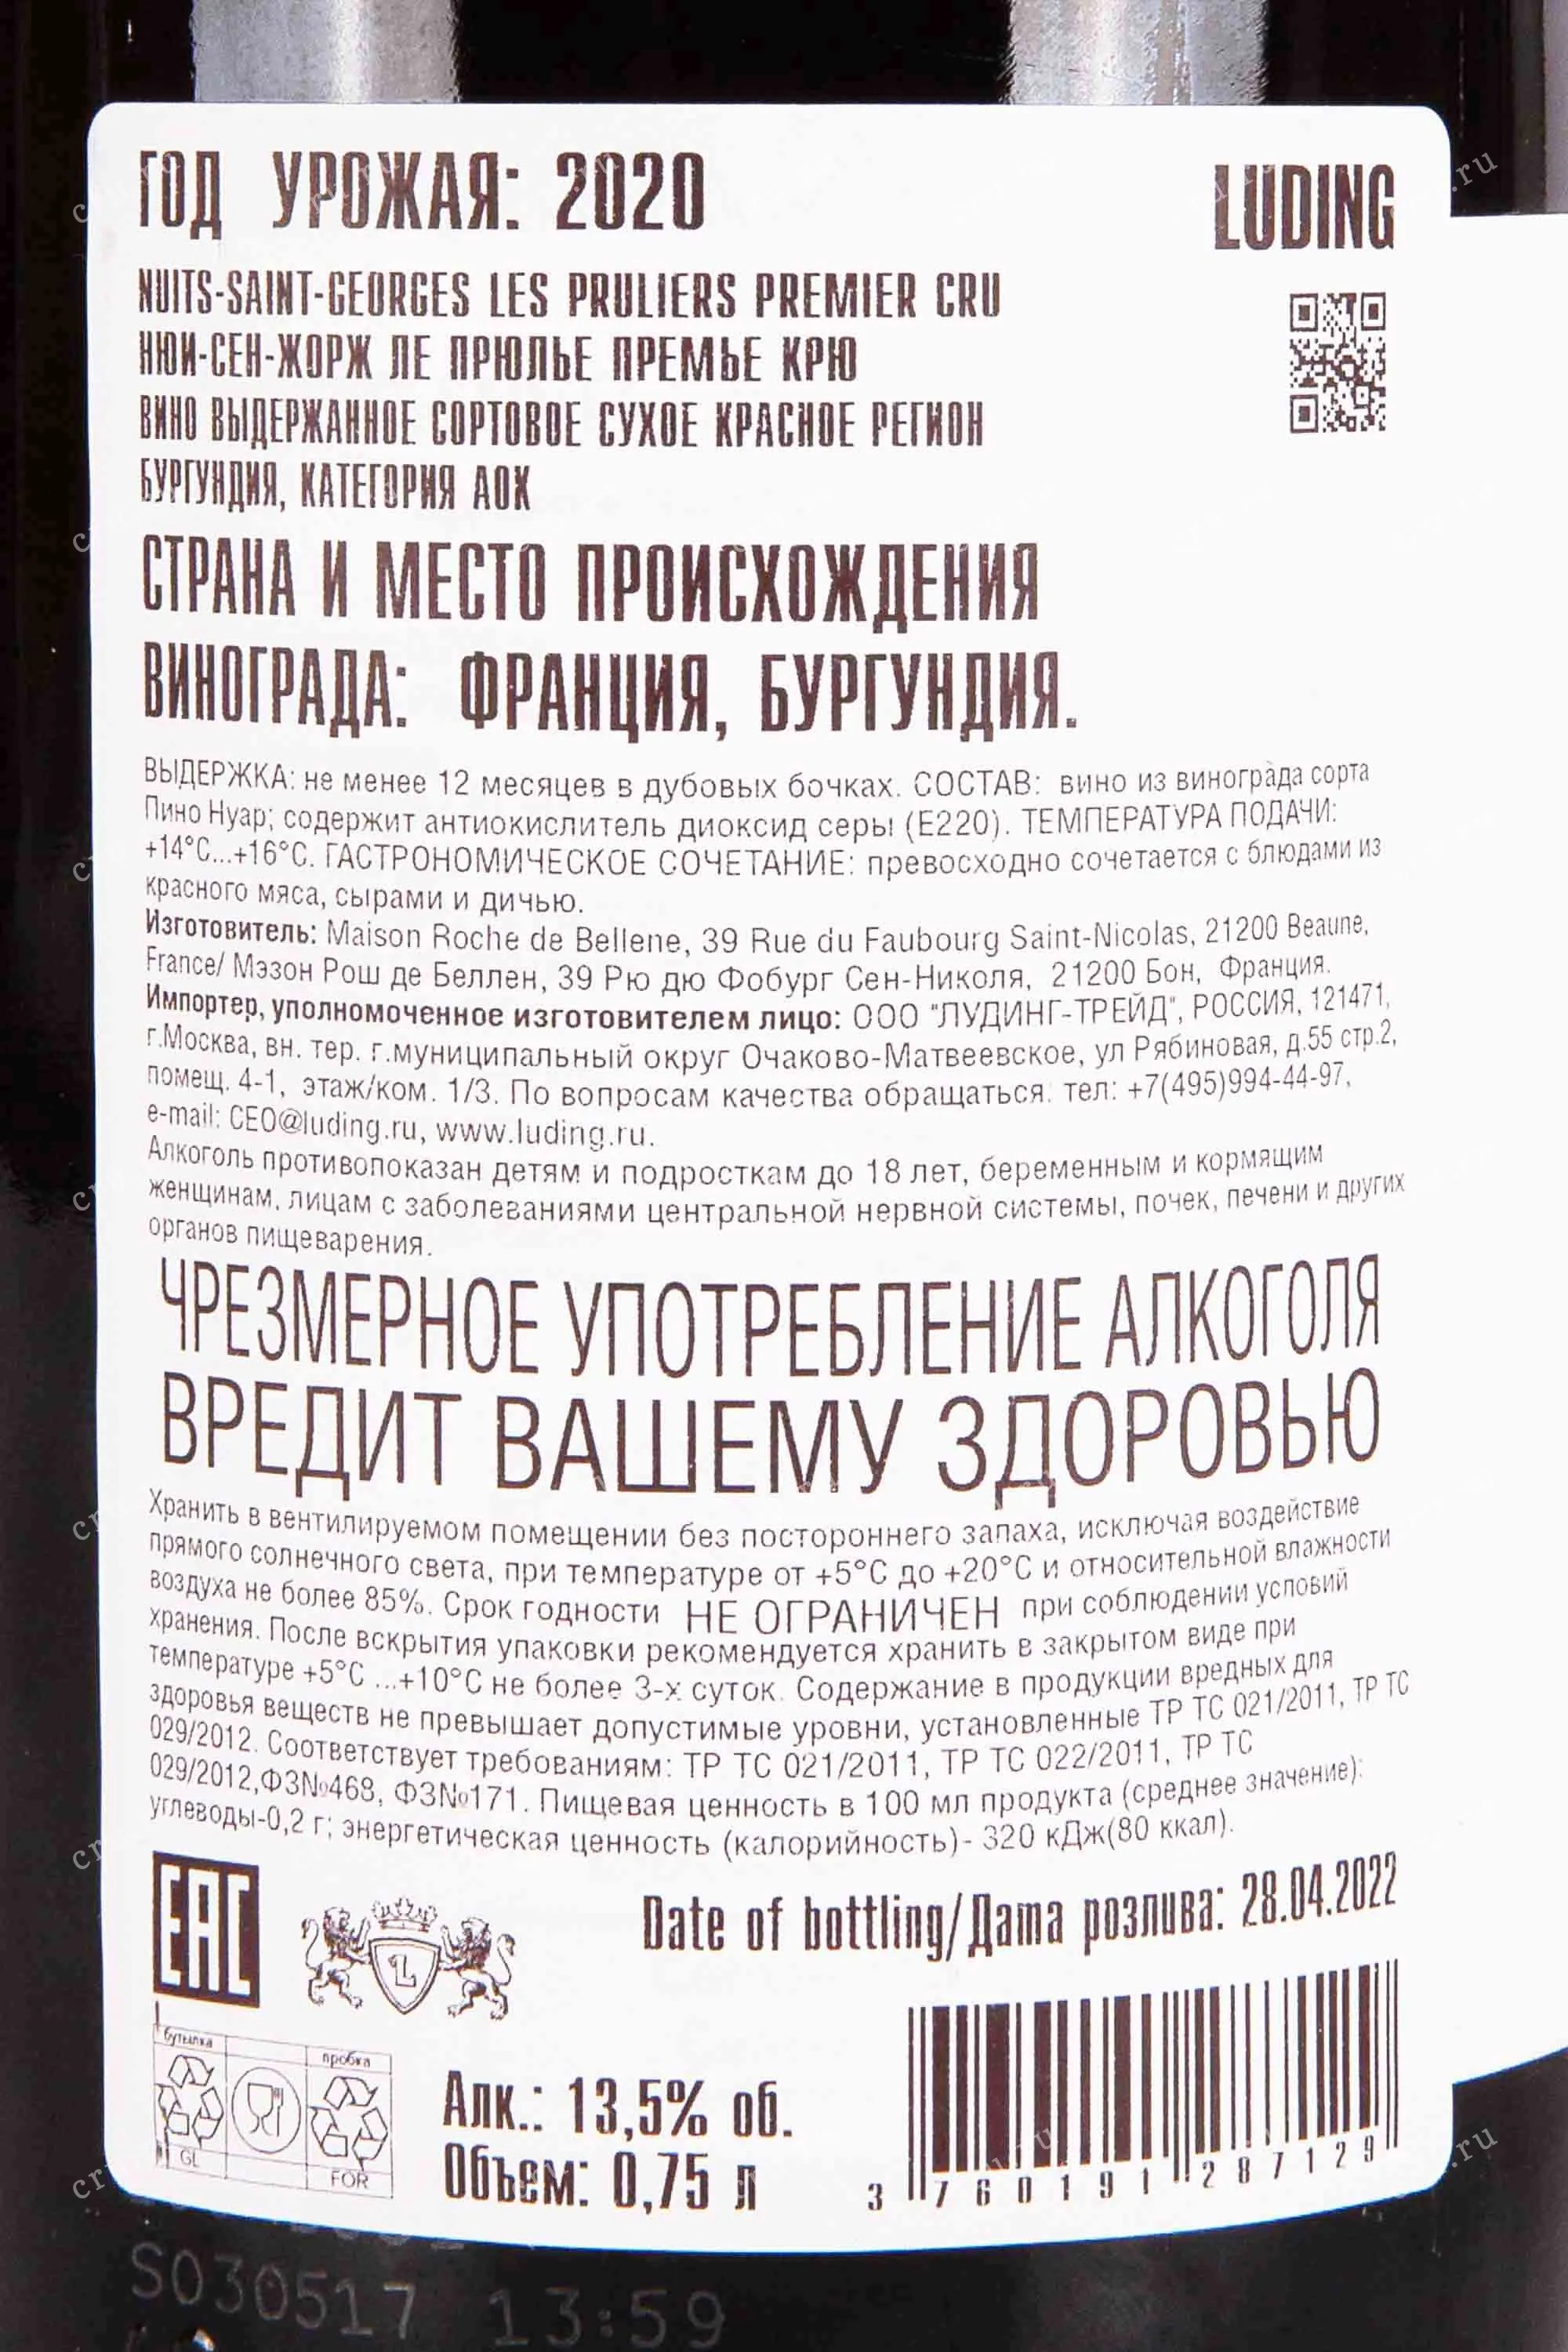 ГОД УРОЖАЯ: 2020
LUDING
NUITS-SAINT-GEORGES LES PRULIERS PREMIER CRU
НЮИ-СЕН-ЖОРЖ ЛЕ ПРЮЛЬЕ ПРЕМЬЕ КРЮ
ВИНО ВЫДЕРЖАННОЕ СОРТОВОЕ СУХОЕ КРАСНОЕ РЕГИОН
БУРГУНДИЯ, КАТЕГОРИЯ АОХ
СТРАНА И МЕСТО ПРОИСХОЖДЕНИЯ
ВИНОГРАДА: ФРАНЦИЯ, БУРГУНДИЯ.
ВЫДЕРЖКА: не менее 12 месяцев в дубовых бочках. СОСТАВ: вино из винограда сорта
Пино Нуар; содержит антиокислитель диоксид серы (Е220). ТЕМПЕРАТУРА ПОДАЧИ:
+14°С...+16°С. ГАСТРОНОМИЧЕСКОЕ СОЧЕТАНИЕ: превосходно сочетается с блюдами из
красного мяса, сырами и дичью.
Изготовитель: Maison Roche de Bellene, 39 Rue du Faubourg Saint-Nicolas, 21200 Beaune,
France/ Мэзон Рош де Беллен, 39 Рю дю Фобург Сен-Николя, 21200 Бон, Франция.
Импортер, уполномоченное изготовителем лицо: ООО "ЛУДИНГ-ТРЕЙД", РОССИЯ, 121471,
г.Москва, вн. тер. г.муниципальный округ Очаково-Матвеевское, ул Рябиновая, д.55 стр.2,
помещ. 4-1, этаж/ком. 1/3. По вопросам качества обращаться: тел: +7(495)994-44-97,
e-mail: CEO@luding.ru, www.luding.ru.
Алкоголь противопоказан детям и подросткам до 18 лет, беременным и кормящим
женщинам, лицам с заболеваниями центральной нервной системы, почек, печени и других
органов пищеварения.
ЧРЕЗМЕРНОЕ УПОТРЕБЛЕНИЕ АЛКОГОЛЯ
ВРЕДИТ ВАШЕМУ ЗДОРОВЬЮ
Хранить в вентилируемом помещении без постороннего запаха, исключая воздействие
прямого солнечного света, при температуре от +5°С до +20°С и относительной влажности
воздуха не более 85%. Срок годности НЕ ОГРАНИЧЕН при соблюдении условий
хранения. После вскрытия упаковки рекомендуется хранить в закрытом виде при
температуре +5°С ...+10°С не более 3-х суток. Содержание в продукции вредных для
здоровья веществ не превышает допустимые уровни, установленные ТР ТС 021/2011, ТР ТС
029/2012. Соответствует требованиям: ТР ТС 021/2011, ТР ТС 022/2011, ТР ТС
029/2012,ФЗ№468, ФЗ№171. Пищевая ценность в 100 мл продукта (среднее значение):
углеводы-0,2 г; энергетическая ценность (калорийность)- 320 кДж(80 ккал).
EAC
L
Date of bottling/Дата розлива: 28.04.2022
бутылка
пробка
GL
FOR
Алк.: 13,5% об.
Объем: 0,75 л
3 760191 287129
S030517 13:59